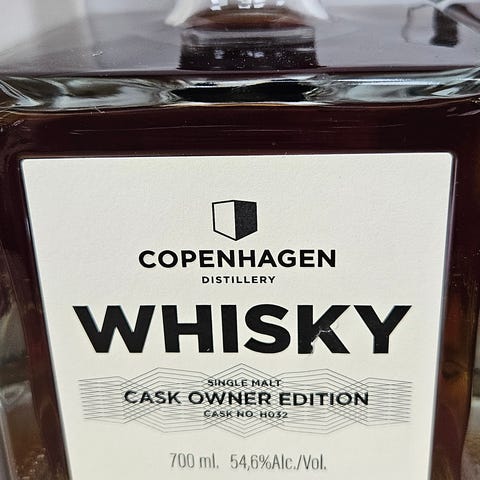 COPENHAGEN
DISTILLERY
WHISKY
SINGLE MALT
CASK OWNER EDITION
CASK NO. H032
700 ml. 54,6%Alc./Vol.